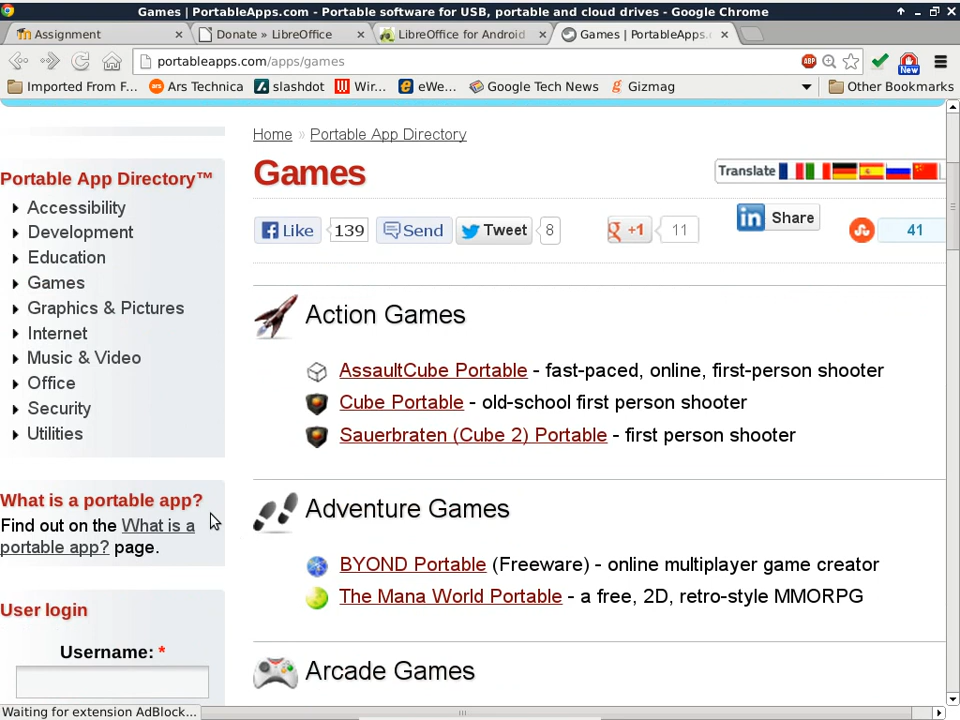 Games | PortableApps.com - Portable software for USB, portable and cloud drives - Google Chrome
Assignment
Donate » LibreOffice
LibreOffice for Android
Games | PortableApps.c
portableapps.com/apps/games
ABP
New
Imported From F...
ars
Ars Technica
slashdot
Wir...
eWe...
Google Tech News
Gizmag
Other Bookmarks
Home » Portable App Directory
Games
Translate
Like 139
Send
Tweet 8
+1 11
Share
41
Portable App Directory™
Accessibility
Development
Education
Games
Graphics & Pictures
Internet
Music & Video
Office
Security
Utilities
What is a portable app?
Find out on the What is a
portable app? page.
User login
Username: *
Action Games
AssaultCube Portable - fast-paced, online, first-person shooter
Cube Portable - old-school first person shooter
Sauerbraten (Cube 2) Portable - first person shooter
Adventure Games
BYOND Portable (Freeware) - online multiplayer game creator
The Mana World Portable - a free, 2D, retro-style MMORPG
Arcade Games
Waiting for extension AdBlock...